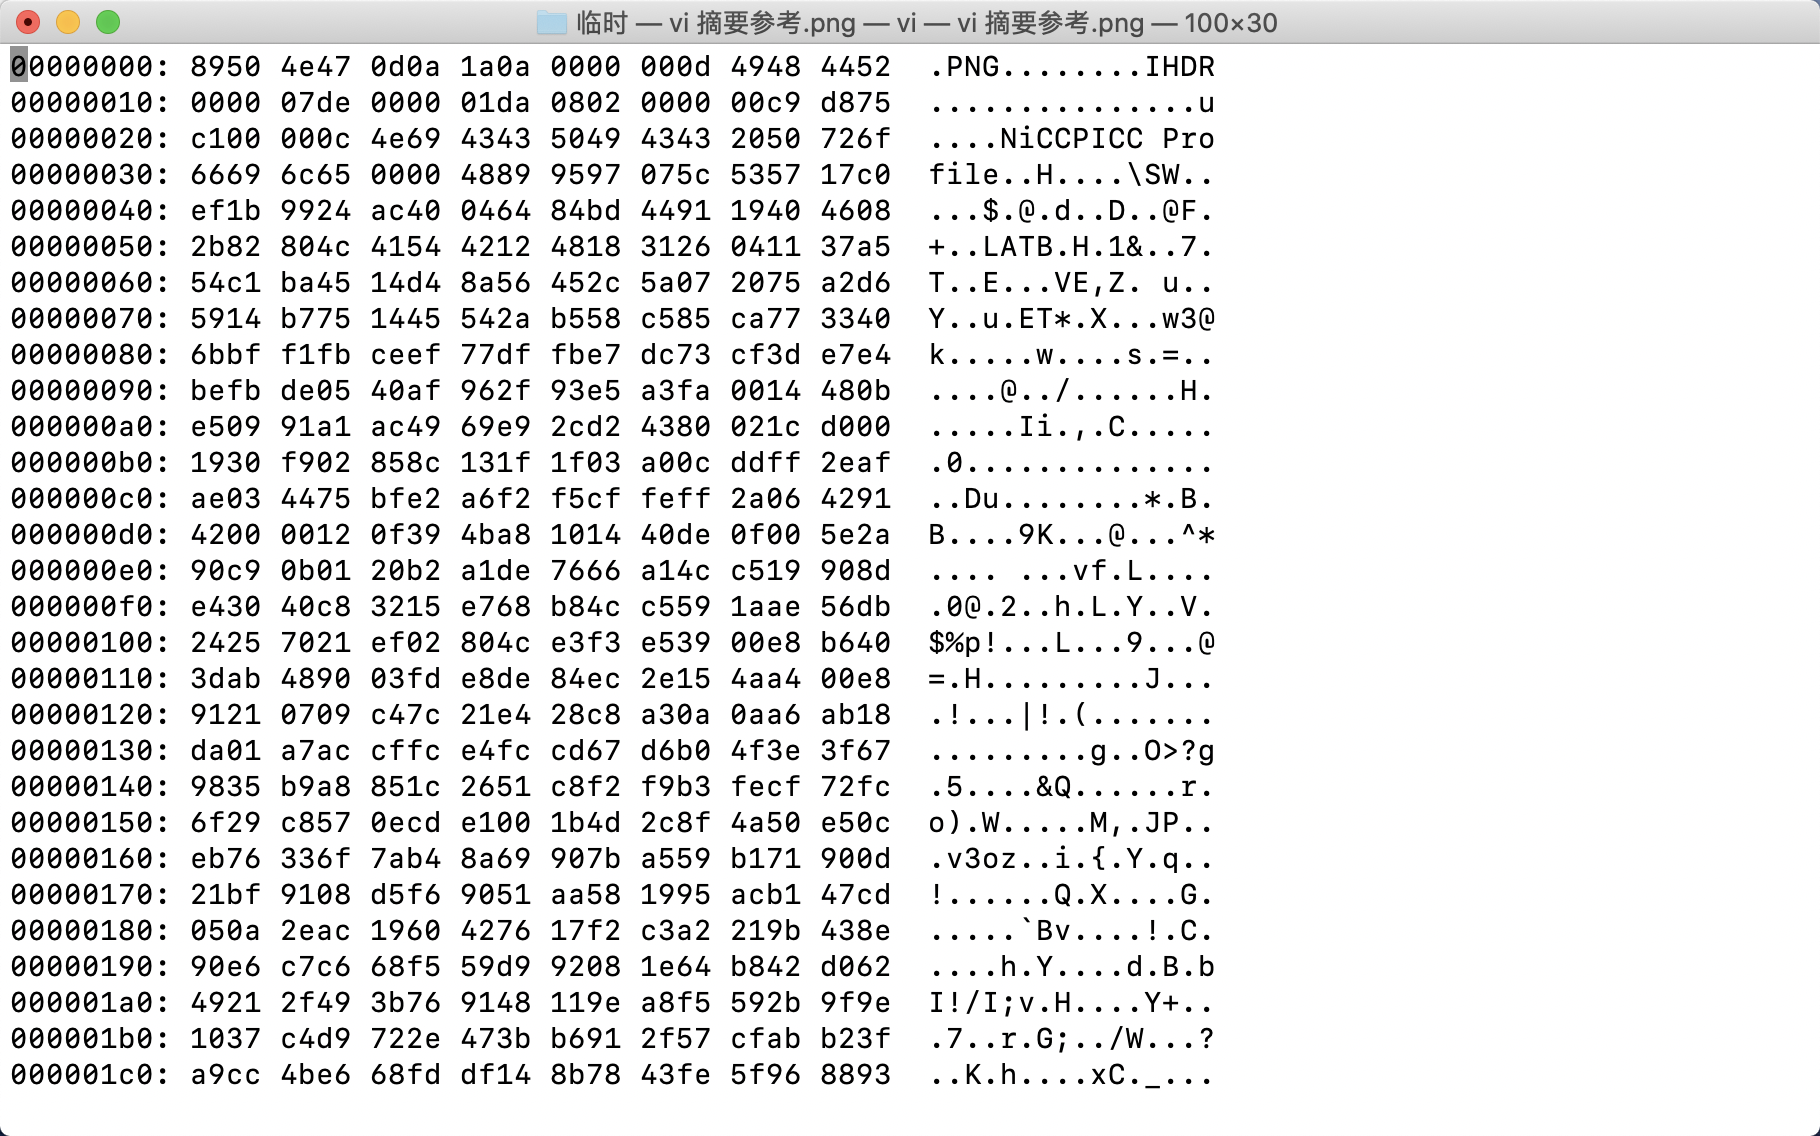 临时 — vi 摘要参考.png — vi — vi 摘要参考.png — 100×30
00000000: 8950 4e47 0d0a 1a0a 0000 000d 4948 4452  .PNG........IHDR
00000010: 0000 07de 0000 01da 0802 0000 00c9 d875  ...............u
00000020: c100 000c 4e69 4343 5049 4343 2050 726f  ....NiCCPICC Pro
00000030: 6669 6c65 0000 4889 9597 075c 5357 17c0  file..H....\SW..
00000040: ef1b 9924 ac40 0464 84bd 4491 1940 4608  ...$.@.d..D..@F.
00000050: 2b82 804c 4154 4212 4818 3126 0411 37a5  +..LATB.H.1&..7.
00000060: 54c1 ba45 14d4 8a56 452c 5a07 2075 a2d6  T..E...VE,Z. u..
00000070: 5914 b775 1445 542a b558 c585 ca77 3340  Y..u.ET*.X...w3@
00000080: 6bbf f1fb ceef 77df fbe7 dc73 cf3d e7e4  k.....w....s.=..
00000090: befb de05 40af 962f 93e5 a3fa 0014 480b  ....@../......H.
000000a0: e509 91a1 ac49 69e9 2cd2 4380 021c d000  .....Ii.,.C.....
000000b0: 1930 f902 858c 131f 1f03 a00c ddff 2eaf  .0..............
000000c0: ae03 4475 bfe2 a6f2 f5cf feff 2a06 4291  ..Du........*.B.
000000d0: 4200 0012 0f39 4ba8 1014 40de 0f00 5e2a  B....9K...@...^*
000000e0: 90c9 0b01 20b2 a1de 7666 a14c c519 908d  .... ...vf.L....
000000f0: e430 40c8 3215 e768 b84c c559 1aae 56db  .0@.2..h.L.Y..V.
00000100: 2425 7021 ef02 804c e3f3 e539 00e8 b640  $%p!...L...9...@
00000110: 3dab 4890 03fd e8de 84ec 2e15 4aa4 00e8  =.H.........J...
00000120: 9121 0709 c47c 21e4 28c8 a30a 0aa6 ab18  .!...|!.(.......
00000130: da01 a7ac cffc e4fc cd67 d6b0 4f3e 3f67  .........g..O>?g
00000140: 9835 b9a8 851c 2651 c8f2 f9b3 fecf 72fc  .5....&Q......r.
00000150: 6f29 c857 0ecd e100 1b4d 2c8f 4a50 e50c  o).W.....M,.JP..
00000160: eb76 336f 7ab4 8a69 907b a559 b171 900d  .v3oz..i.{.Y.q..
00000170: 21bf 9108 d5f6 9051 aa58 1995 acb1 47cd  !......Q.X....G.
00000180: 050a 2eac 1960 4276 17f2 c3a2 219b 438e  .....`Bv....!.C.
00000190: 90e6 c7c6 68f5 59d9 9208 1e64 b842 d062  ....h.Y....d.B.b
000001a0: 4921 2f49 3b76 9148 119e a8f5 592b 9f9e  I!/I;v.H....Y+..
000001b0: 1037 c4d9 722e 473b b691 2f57 cfab b23f  .7..r.G;../W...?
000001c0: a9cc 4be6 68fd df14 8b78 43fe 5f96 8893  ..K.h....xC._...